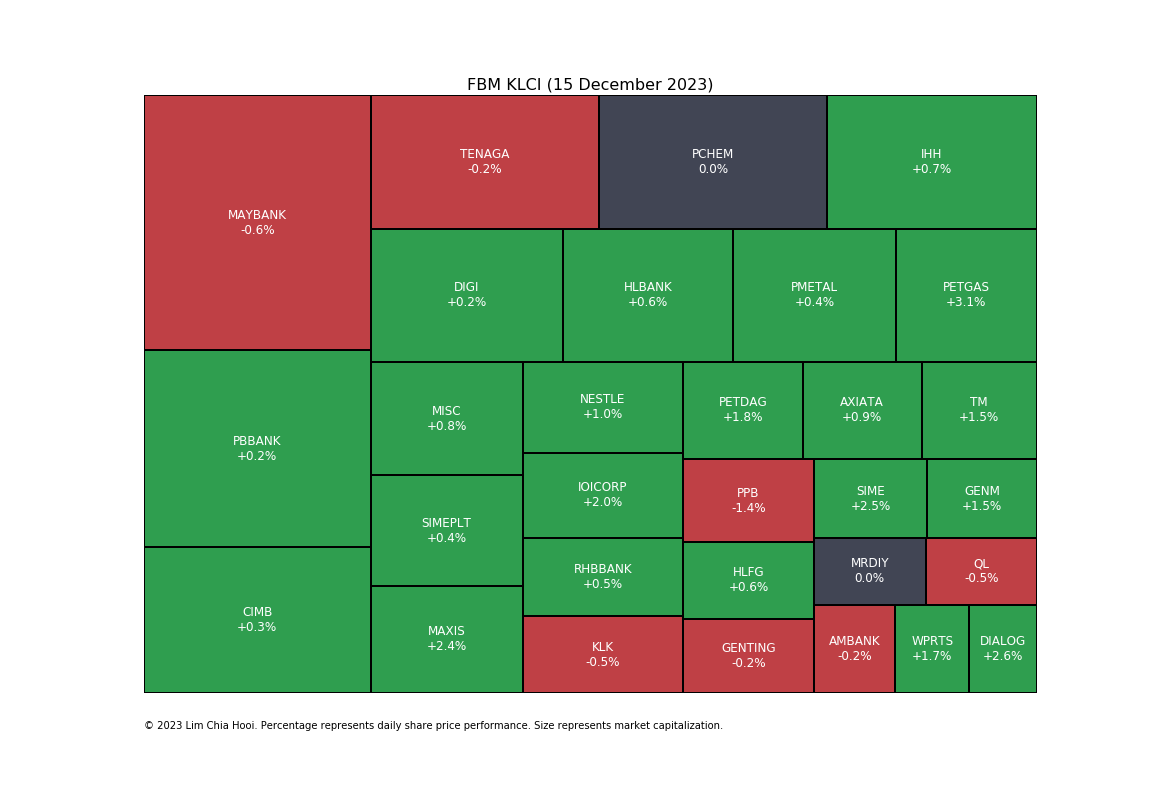 FBM KLCI (15 December 2023)
MAYBANK
-0.6%
TENAGA
-0.2%
PCHEM
0.0%
IHH
+0.7%
DIGI
+0.2%
HLBANK
+0.6%
PMETAL
+0.4%
PETGAS
+3.1%
PBBANK
+0.2%
CIMB
+0.3%
MISC
+0.8%
SIMEPLT
+0.4%
MAXIS
+2.4%
NESTLE
+1.0%
IOICORP
+2.0%
RHBBANK
+0.5%
KLK
-0.5%
PETDAG
+1.8%
AXIATA
+0.9%
TM
+1.5%
PPB
-1.4%
SIME
+2.5%
GENM
+1.5%
HLFG
+0.6%
MRDIY
0.0%
QL
-0.5%
GENTING
-0.2%
AMBANK
-0.2%
WPRTS
+1.7%
DIALOG
+2.6%
© 2023 Lim Chia Hooi. Percentage represents daily share price performance. Size represents market capitalization.